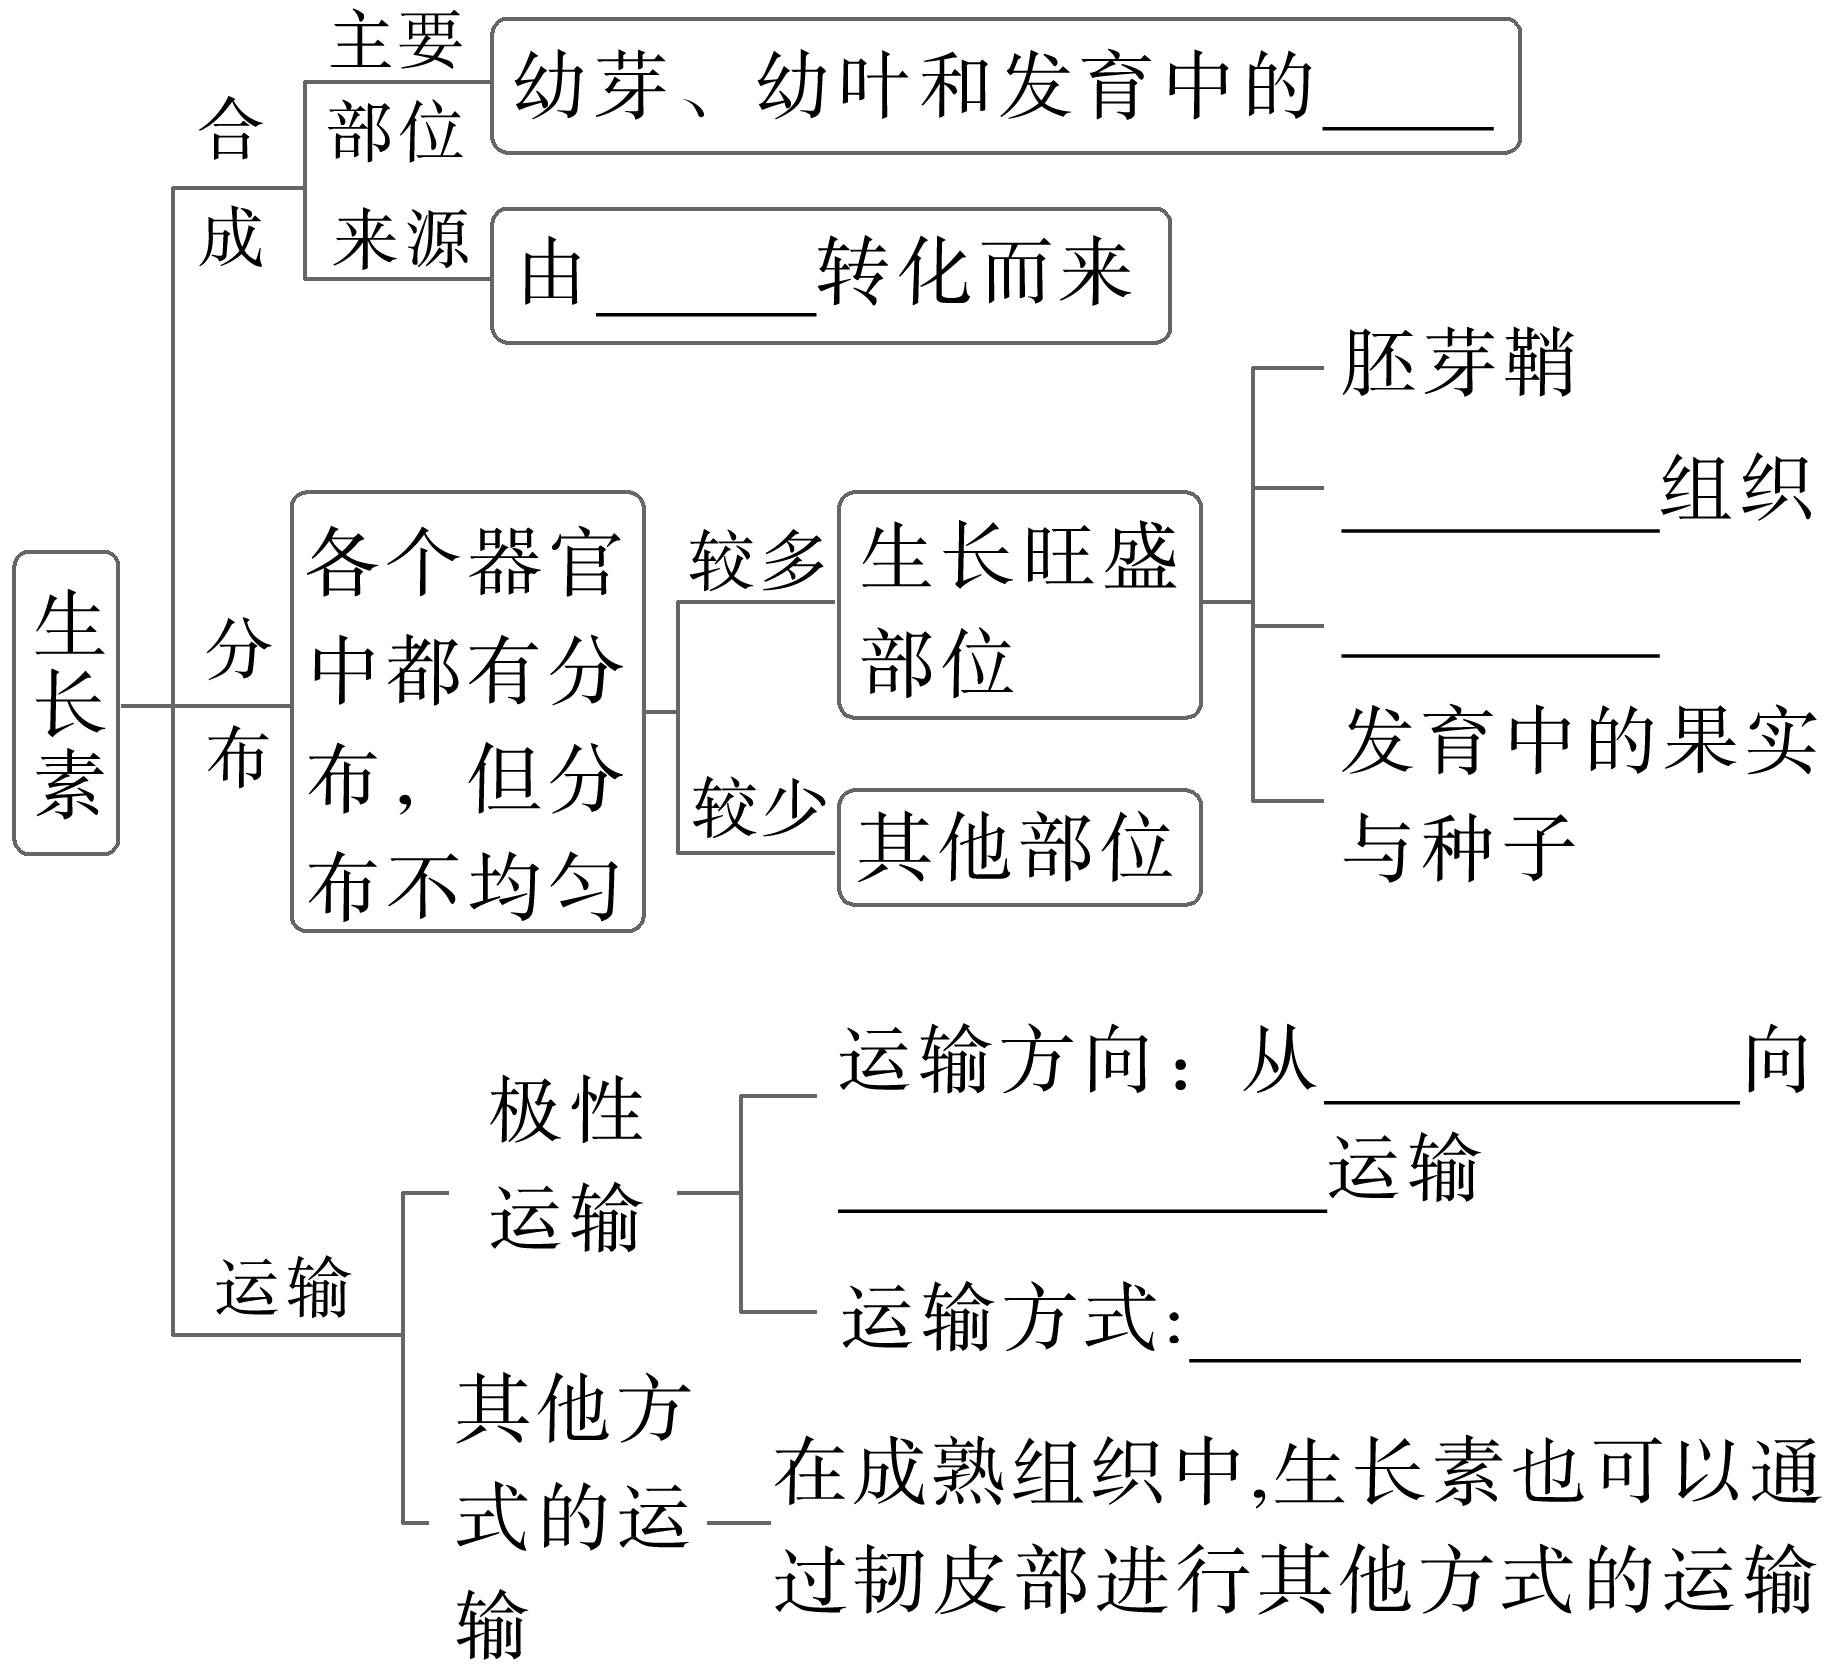 生长素
合成
主要部位
幼芽、幼叶和发育中的_____
来源
由______转化而来
分布
各个器官
中都有分
布，但分
布不均匀
较多
生长旺盛
部位
胚芽鞘
_________组织
_________
发育中的果实
与种子
较少
其他部位
运输
极性
运输
运输方向：从____________向
______________运输
运输方式:__________________
其他方
式的运
输
在成熟组织中,生长素也可以通
过韧皮部进行其他方式的运输